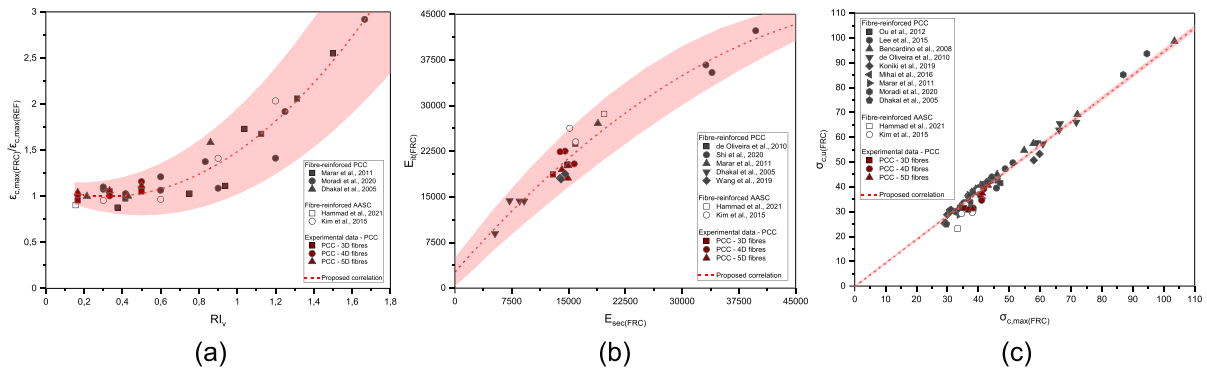 3
2,5
2
1,5
1
0,5
0
0
0,2
0,4
0,6
0,8
1
1,2
1,4
1,6
1,8
εc,max(FRC)/εc,max(REF)
RIv
Fibre-reinforced PCC
Marar et al., 2011
Moradi et al., 2020
Dhakal et al., 2005
Fibre-reinforced AASC
Hammad et al., 2021
Kim et al., 2015
Experimental data - PCC
PCC - 3D fibres
PCC - 4D fibres
PCC - 5D fibres
Proposed correlation
(a)
45000
37500
30000
22500
15000
7500
0
0
7500
15000
22500
30000
37500
45000
Esec(FRC)
Fibre-reinforced PCC
de Oliveira et al., 2010
Shi et al., 2020
Marar et al., 2011
Dhakal et al., 2005
Wang et al., 2019
Fibre-reinforced AASC
Hammad et al., 2021
Kim et al., 2015
Experimental data - PCC
PCC - 3D fibres
PCC - 4D fibres
PCC - 5D fibres
Proposed correlation
(b)
110
100
90
80
70
60
50
40
30
20
10
0
0
10
20
30
40
50
60
70
80
90
100
110
σc,u(FRC)
σc,max(FRC)
Fibre-reinforced PCC
Ou et al., 2012
Lee et al., 2015
Bencardino et al., 2008
de Oliveira et al., 2010
Koniki et al., 2019
Mihai et al., 2016
Marar et al., 2011
Moradi et al., 2020
Dhakal et al., 2005
Fibre-reinforced AASC
Hammad et al., 2021
Kim et al., 2015
Experimental data - PCC
PCC - 3D fibres
PCC - 4D fibres
PCC - 5D fibres
Proposed correlation
(c)